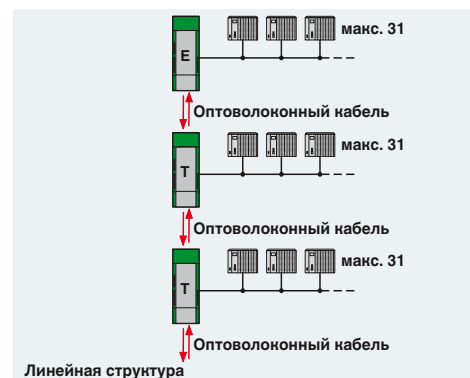 E
макс. 31
Оптоволоконный кабель
T
макс. 31
Оптоволоконный кабель
T
макс. 31
Оптоволоконный кабель
Линейная структура